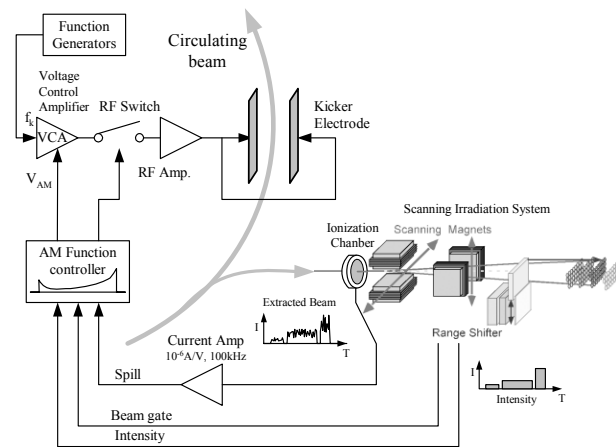 Function
Generators
Circulating
beam
Voltage
Control
Amplifier
RF Switch
fk
VCA
Kicker
Electrode
RF Amp.
VAM
Scanning Irradiation System
Ionization
Chanber
Scanning Magnets
AM Function
controller
Extracted Beam
I
T
Range Shifter
Current Amp
10-6A/V, 100kHz
Spill
I
T
Intensity
Beam gate
Intensity